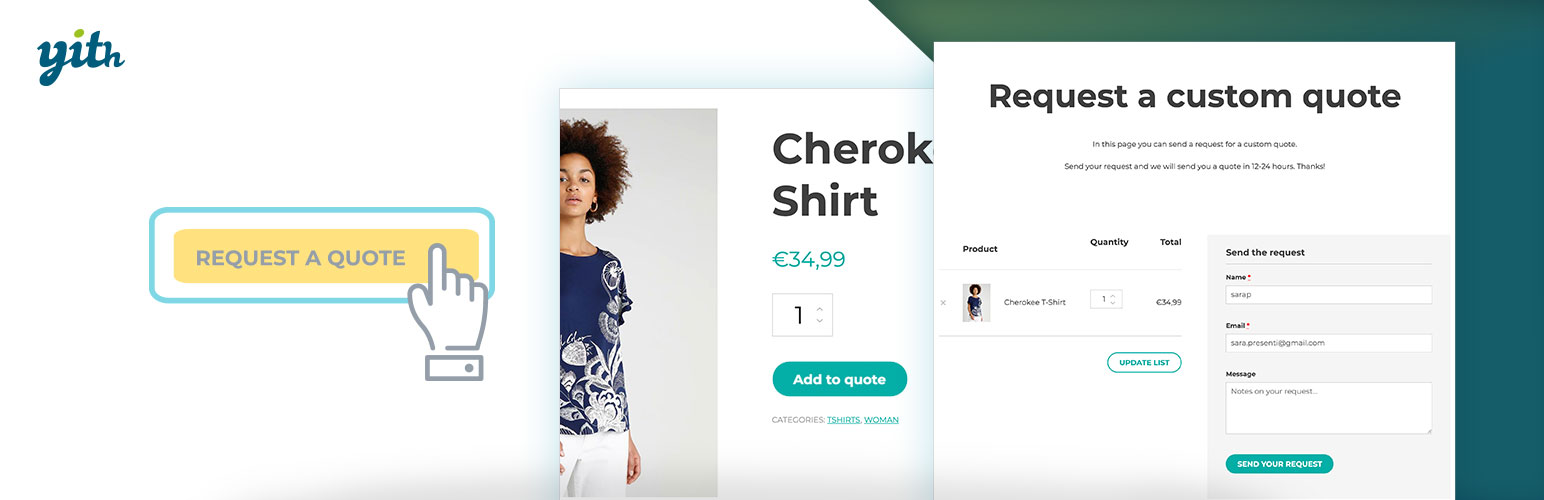 yith
REQUEST A QUOTE
Cherok
Shirt
€34,99
1
Add to quote
CATEGORIES: TSHIRTS, WOMAN
Request a custom quote
In this page you can send a request for a custom quote.
Send your request and we will send you a quote in 12-24 hours. Thanks!
Product Quantity Total
× Cherokee T-Shirt 1 €34,99
UPDATE LIST
Send the request
Name *
sarap
Email *
sara.presenti@gmail.com
Message
Notes on your request...
SEND YOUR REQUEST